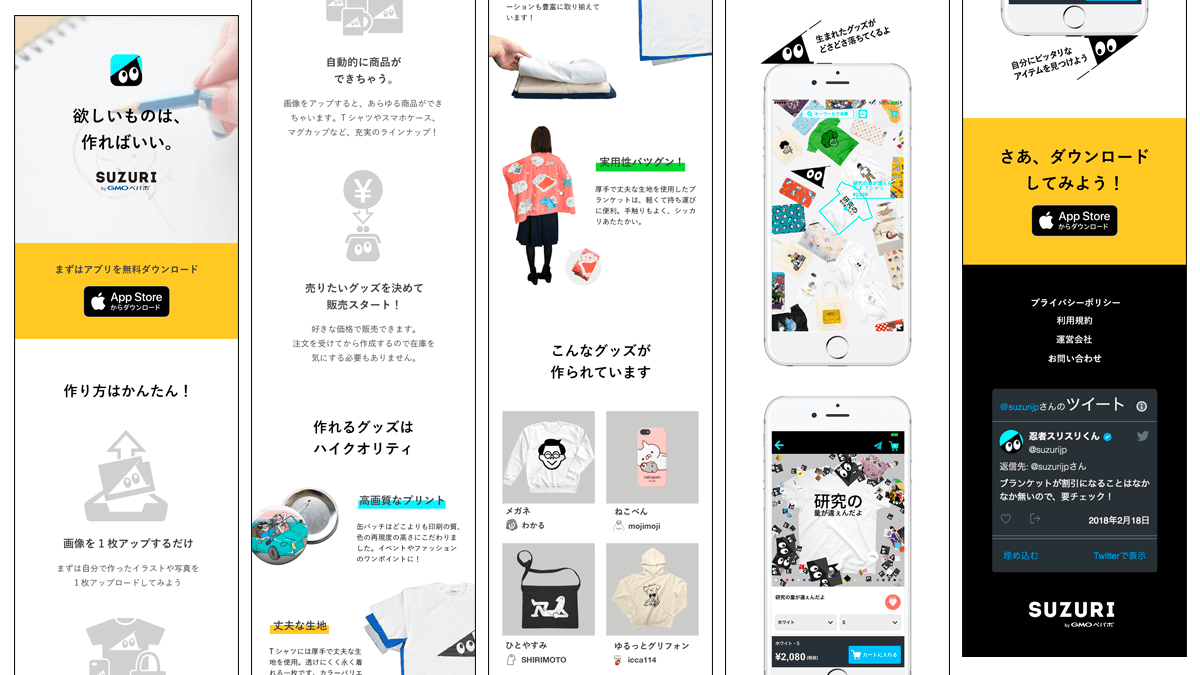 欲しいものは、
作ればいい。
SUZURI
by GMOペパボ
まずはアプリを無料ダウンロード
App Store
からダウンロード
作り方はかんたん！
画像を1枚アップするだけ
まずは自分で作ったイラストや写真を
1枚アップロードしてみよう
自動的に商品が
できちゃう。
画像をアップすると、あらゆる商品ができ
ちゃいます。Tシャツやスマホケース、
マグカップなど、充実のラインナップ！
¥
売りたいグッズを決めて
販売スタート！
好きな価格で販売できます。
注文を受けてから作成するので在庫を
気にする必要もありません。
作れるグッズは
ハイクオリティ
高画質なプリント
缶バッチはどこよりも印刷の質、
色の再現度の高さにこだわりま
した。イベントやファッション
のワンポイントに！
丈夫な生地
Tシャツには厚手で丈夫な生
地を使用。透けにくく永く着
れる一枚です。カラーバリエ
ーションも豊富に取り揃えて
います！
実用性バツグン！
厚手で丈夫な生地を使用したブ
ランケットは、軽くて持ち運び
に便利。手触りもよく、シッカ
リあたたかい。
こんなグッズが
作られています
メガネ
わかる
ねこぺん
mojimoji
ひとやすみ
SHIRIMOTO
ゆるっとグリフォン
icca114
生まれたグッズが
どさどさ落ちてくるよ
キーワードで検索
研究の量が違ぇんだよ
¥2,080
研究の
研究の
量が違ぇんだよ
研究の量が違ぇんだよ
ホワイト
S
ホワイト・S
¥2,080 (税抜)
カートに入れる
自分にピッタリな
アイテムを見つけよう
さあ、ダウンロード
してみよう！
App Store
からダウンロード
プライバシーポリシー
利用規約
運営会社
お問い合わせ
@suzurijpさんのツイート
忍者スリスリくん
@suzurijp
返信先: @suzurijpさん
ブランケットが割引になることはなか
なか無いので、要チェック！
2018年2月18日
埋め込む
Twitterで表示
SUZURI
by GMOペパボ